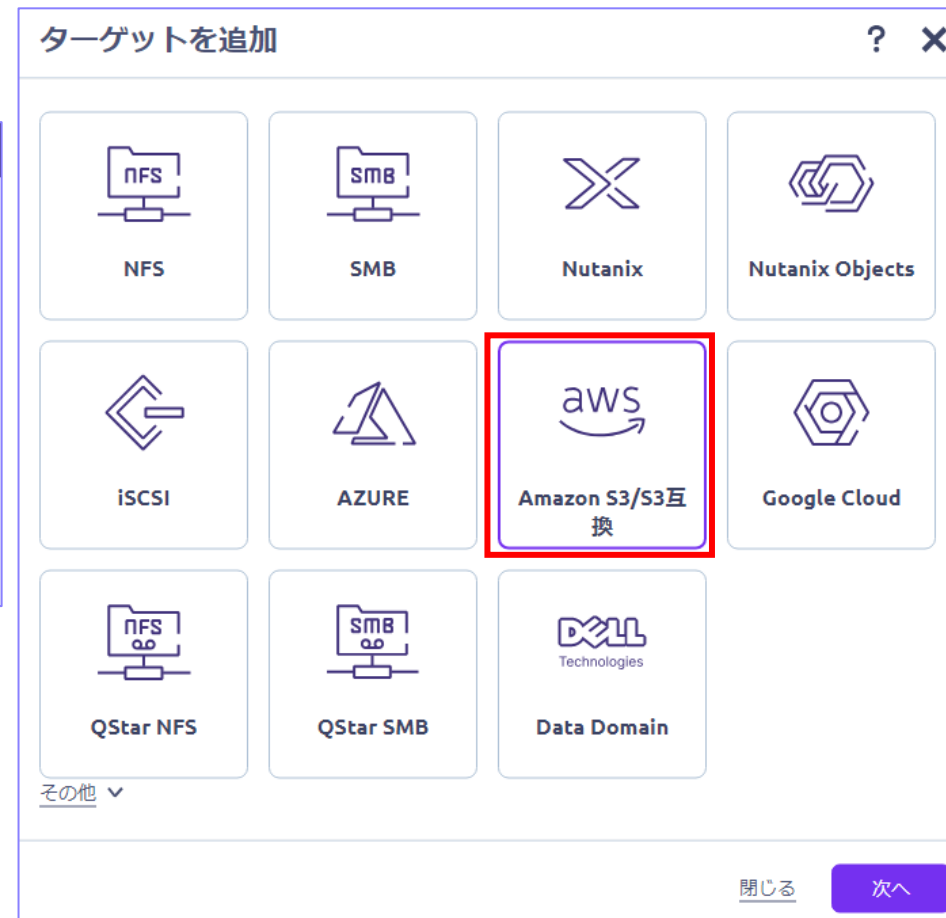 ターゲットを追加
?
NFS
SMB
NFS
SMB
Nutanix
Nutanix Objects
aws
iSCSI
AZURE
Amazon S3/S3互
換
Google Cloud
NFS
SMB
DELL
Technologies
QStar NFS
QStar SMB
Data Domain
その他
閉じる
次へ